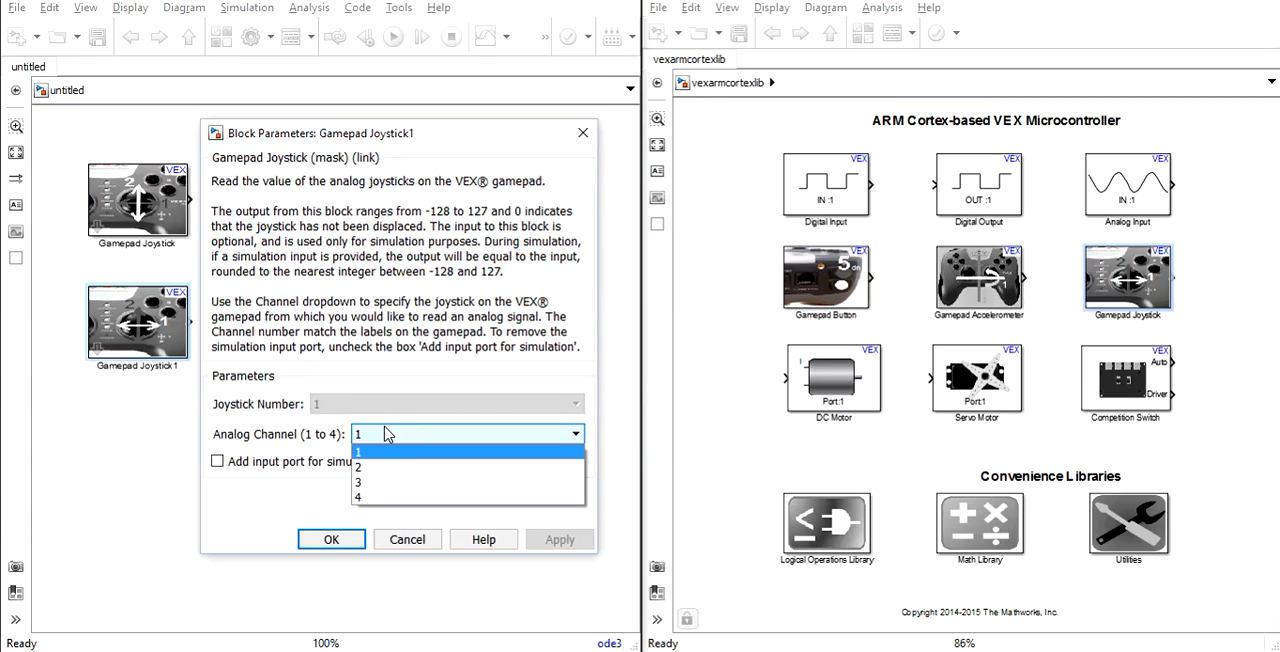 File Edit View Display Diagram Simulation Analysis Code Tools Help
»
untitled
untitled
VEX
2
Gamepad Joystick
VEX
2
1
Gamepad Joystick1
Block Parameters: Gamepad Joystick1
Gamepad Joystick (mask) (link)
Read the value of the analog joysticks on the VEX® gamepad.
The output from this block ranges from -128 to 127 and 0 indicates
that the joystick has not been displaced. The input to this block is
optional, and is used only for simulation purposes. During simulation,
if a simulation input is provided, the output will be equal to the input,
rounded to the nearest integer between -128 and 127.
Use the Channel dropdown to specify the joystick on the VEX®
gamepad from which you would like to read an analog signal. The
Channel number match the labels on the gamepad. To remove the
simulation input port, uncheck the box 'Add input port for simulation'.
Parameters
Joystick Number: 1
Analog Channel (1 to 4): 1
1
2
3
4
Add input port for simu
OK Cancel Help Apply
Ready 100% ode3
File Edit View Display Diagram Analysis Help
vexarmcortexlib
vexarmcortexlib
ARM Cortex-based VEX Microcontroller
VEX
IN :1
Digital Input
VEX
OUT :1
Digital Output
VEX
IN :1
Analog Input
VEX
5
Gamepad Button
VEX
1
Gamepad Accelerometer
VEX
2
1
Gamepad Joystick
VEX
Port:1
DC Motor
VEX
Port:1
Servo Motor
VEX
Auto
Driver
Competition Switch
Convenience Libraries
Logical Operations Library
Math Library
Utilities
Copyright 2014-2015 The Mathworks, Inc.
Ready 86%